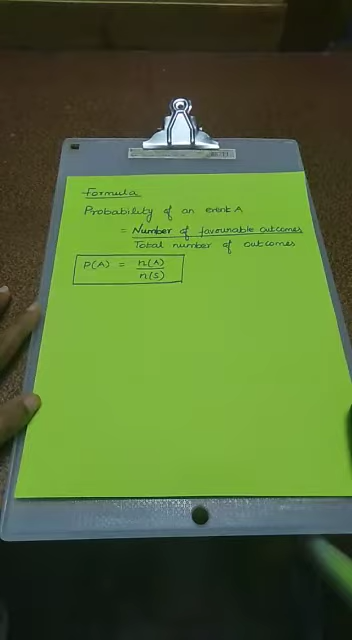 Formula
Probability of an event A
= Number of favourable outcomes
Total number of outcomes
P(A) = n(A)
n(S)